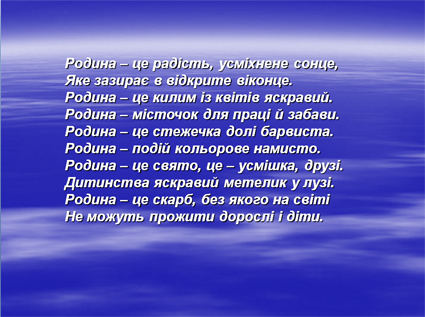 Родина – це радість, усміхнене сонце,
Яке зазирає в відкрите віконце.
Родина – це килим із квітів яскравий.
Родина – місточок для праці й забави.
Родина – це стежечка долі барвиста.
Родина – подій кольорове намисто.
Родина – це свято, це – усмішка, друзі.
Дитинства яскравий метелик у лузі.
Родина – це скарб, без якого на світі
Не можуть прожити дорослі і діти.